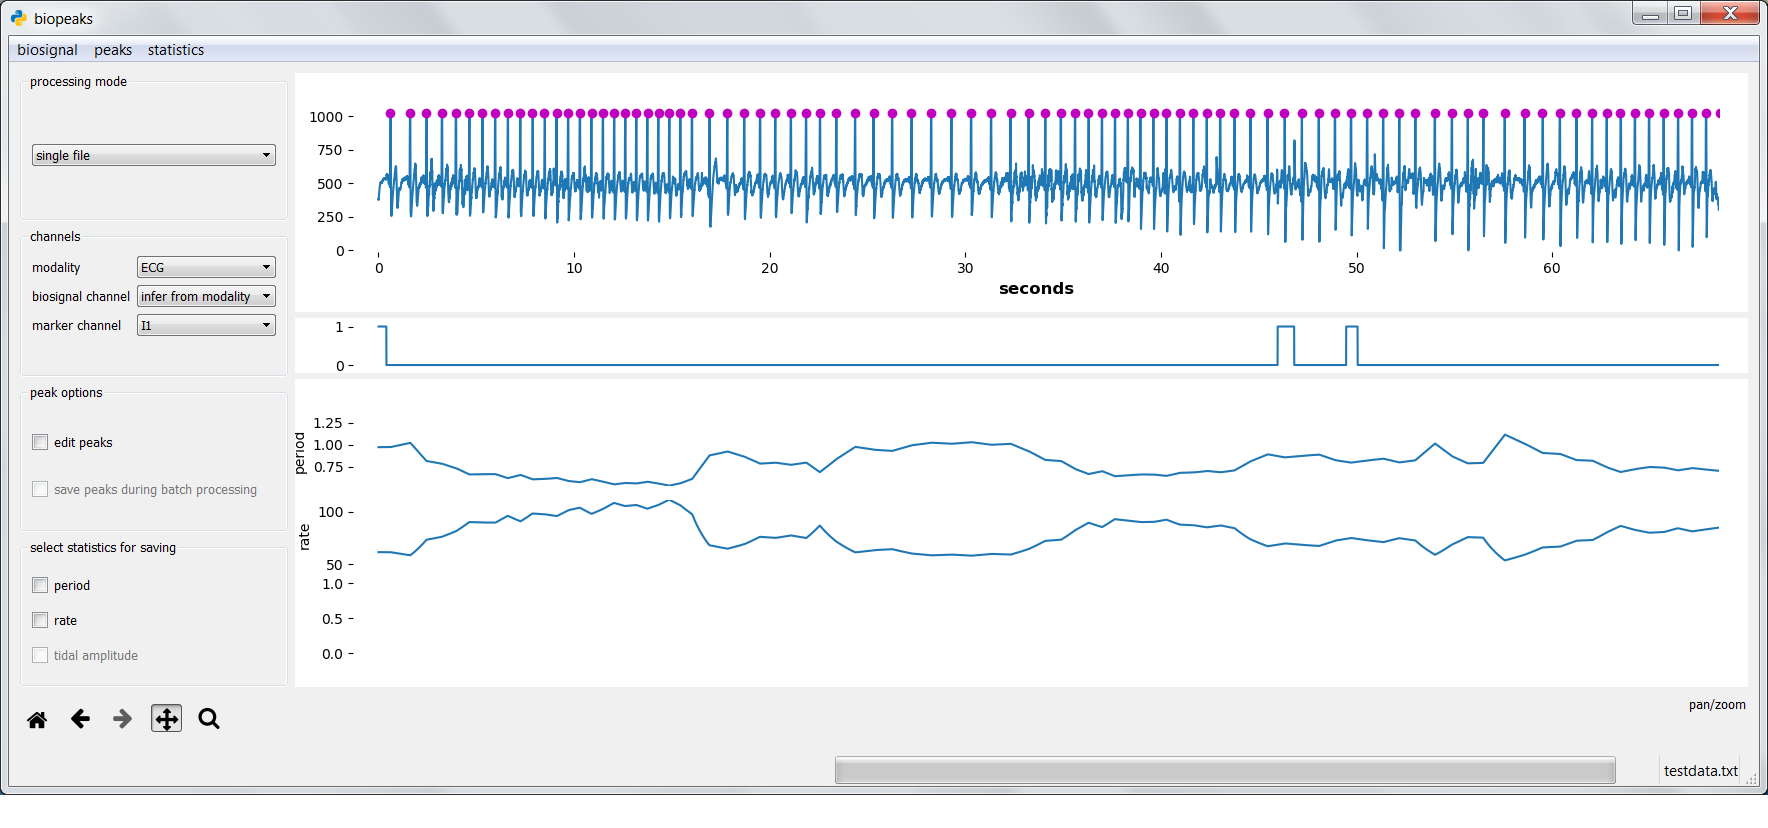 biopeaks
biosignal peaks statistics
processing mode
single file
channels
modality ECG
biosignal channel infer from modality
marker channel I1
peak options
edit peaks
save peaks during batch processing
select statistics for saving
period
rate
tidal amplitude
1000
750
500
250
0
0 10 20 30 40 50 60
seconds
1
0
period
1.25
1.00
0.75
rate
100
50
1.0
0.5
0.0
pan/zoom
testdata.txt